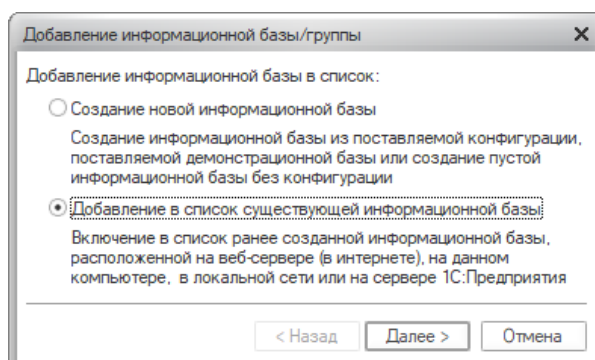 Добавление информационной базы/группы
Добавление информационной базы в список:
Создание новой информационной базы
Создание информационной базы из поставляемой конфигурации,
поставляемой демонстрационной базы или создание пустой
информационной базы без конфигурации
Добавление в список существующей информационной базы
Включение в список ранее созданной информационной базы,
расположенной на веб-сервере (в интернете), на данном
компьютере, в локальной сети или на сервере 1С:Предприятия
< Назад Далее > Отмена